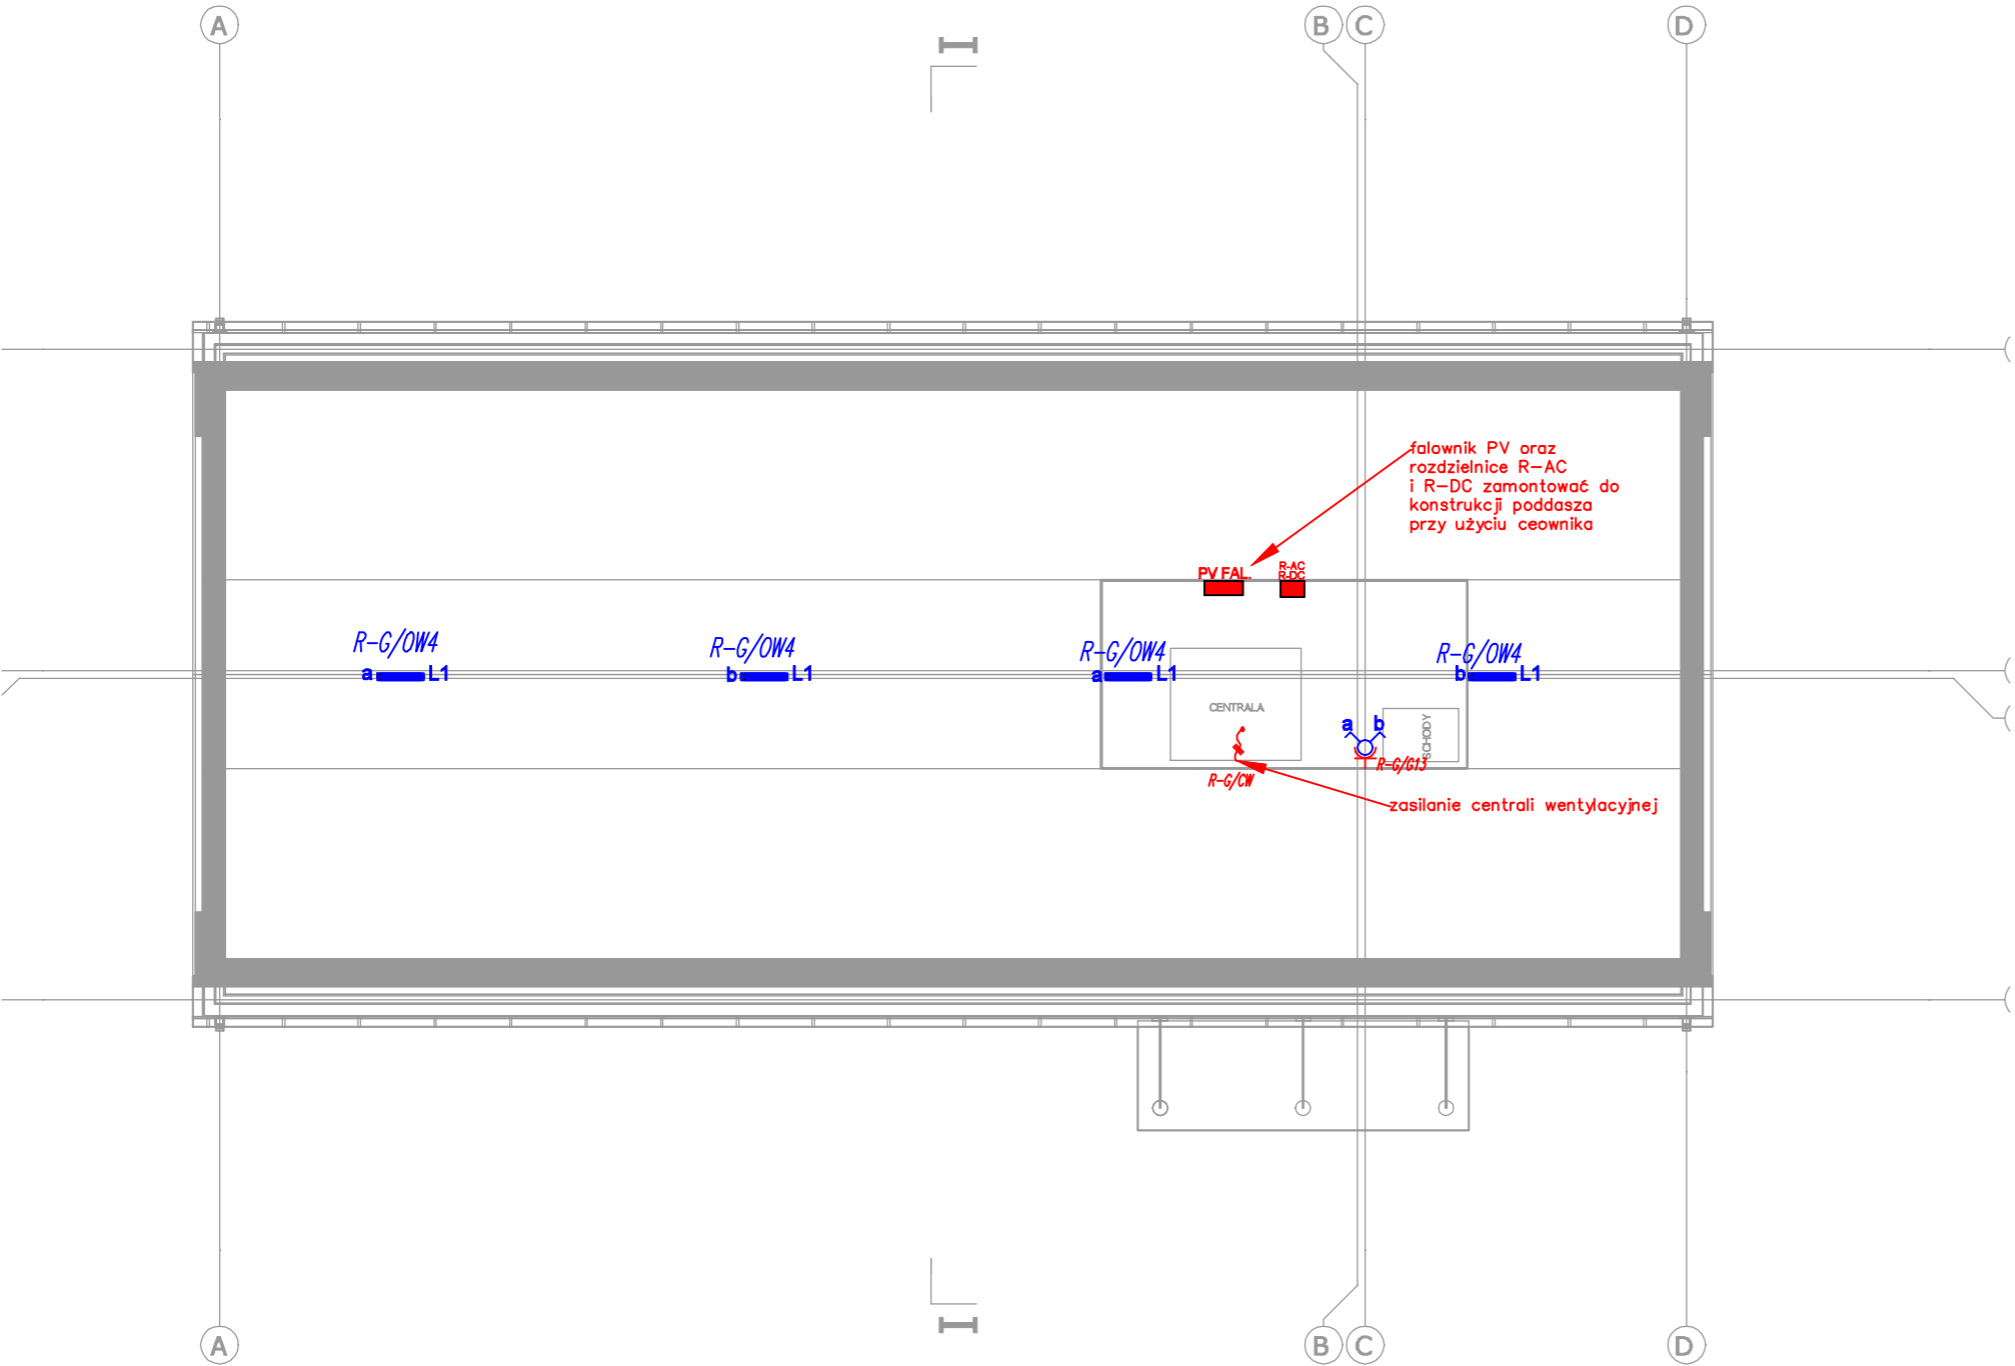 A
I
B
C
D
falownik PV oraz
rozdzielnice R-AC
i R-DC zamontować do
konstrukcji poddasza
przy użyciu ceownika
PV FAL.
R-AC
R-DC
R-G/OW4
a L1
R-G/OW4
b L1
R-G/OW4
a L1
R-G/OW4
b L1
CENTRALA
a b
SCHODY
R-G/G13
R-G/CW
zasilanie centrali wentylacyjnej
A
I
B
C
D